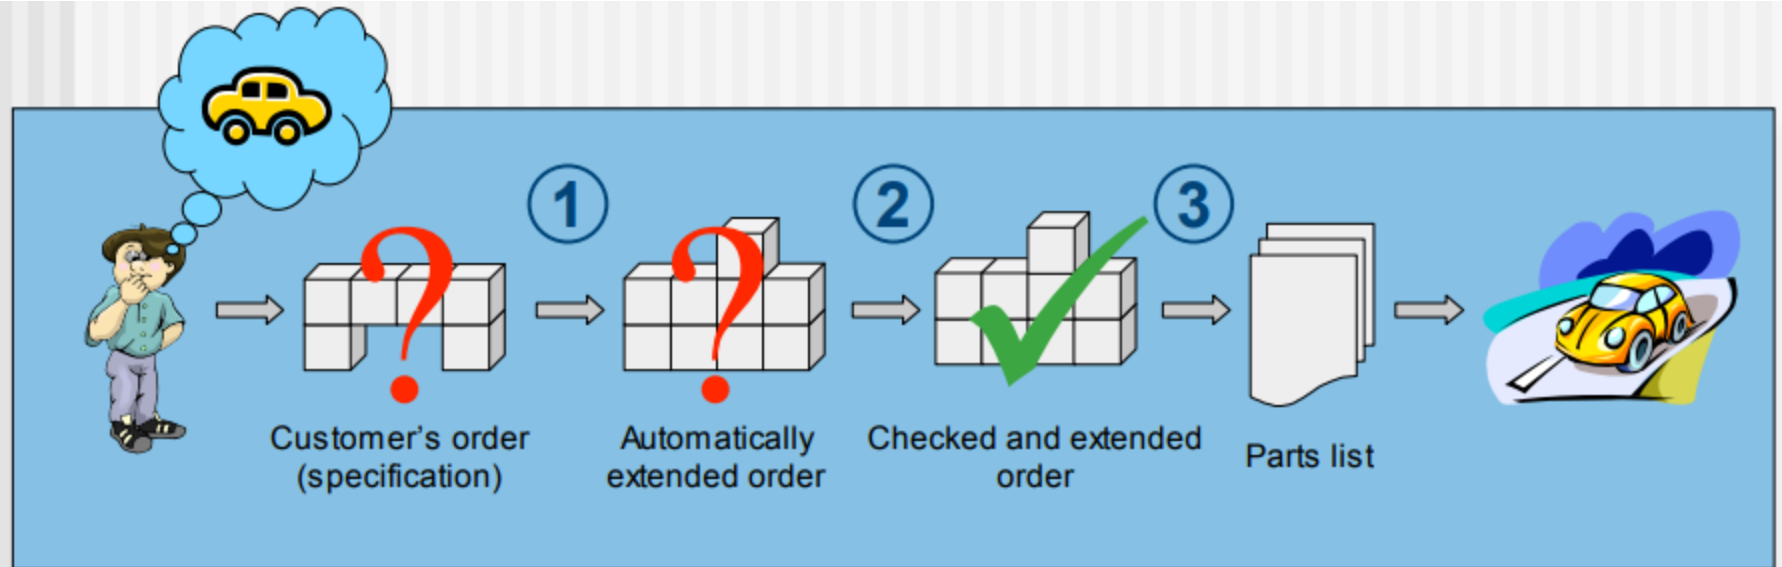 1
2
3
Customer's order
(specification)
Automatically
extended order
Checked and extended
order
Parts list